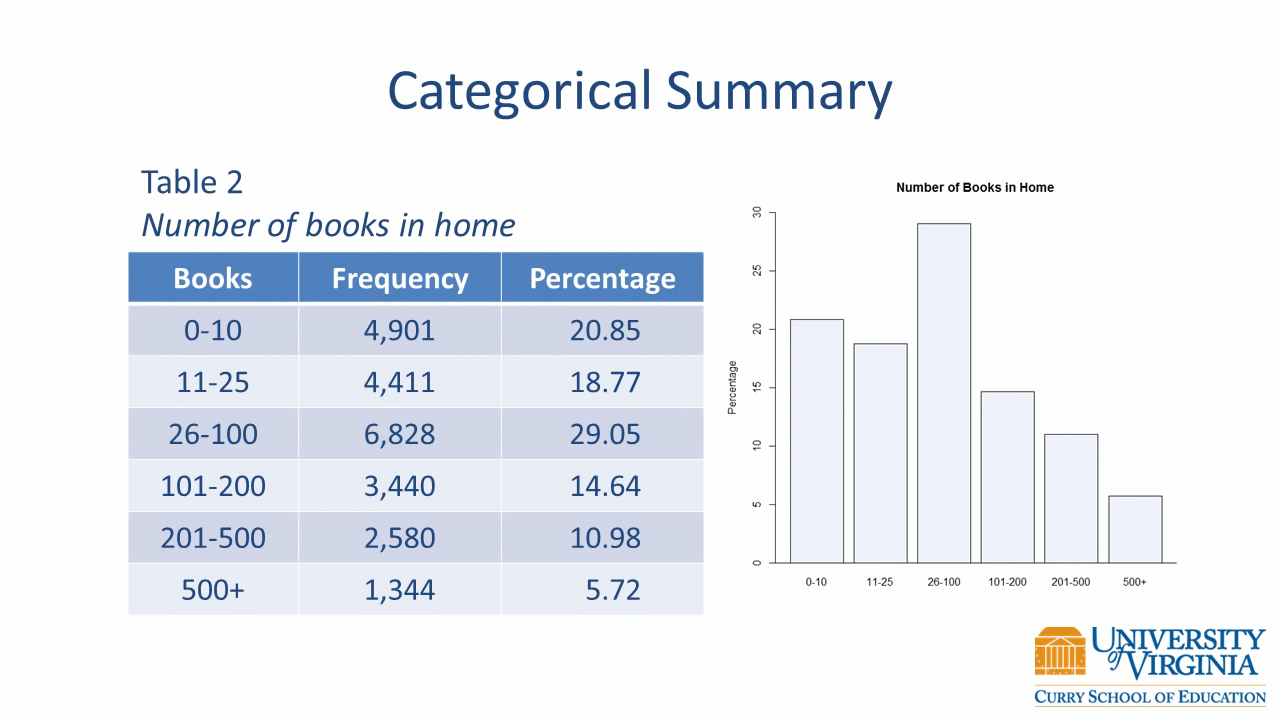 Categorical Summary
Table 2
Number of books in home
Books Frequency Percentage
0-10 4,901 20.85
11-25 4,411 18.77
26-100 6,828 29.05
101-200 3,440 14.64
201-500 2,580 10.98
500+ 1,344 5.72
Number of Books in Home
Percentage
30
25
20
15
10
5
0
0-10 11-25 26-100 101-200 201-500 500+
UNIVERSITY
of VIRGINIA
CURRY SCHOOL OF EDUCATION